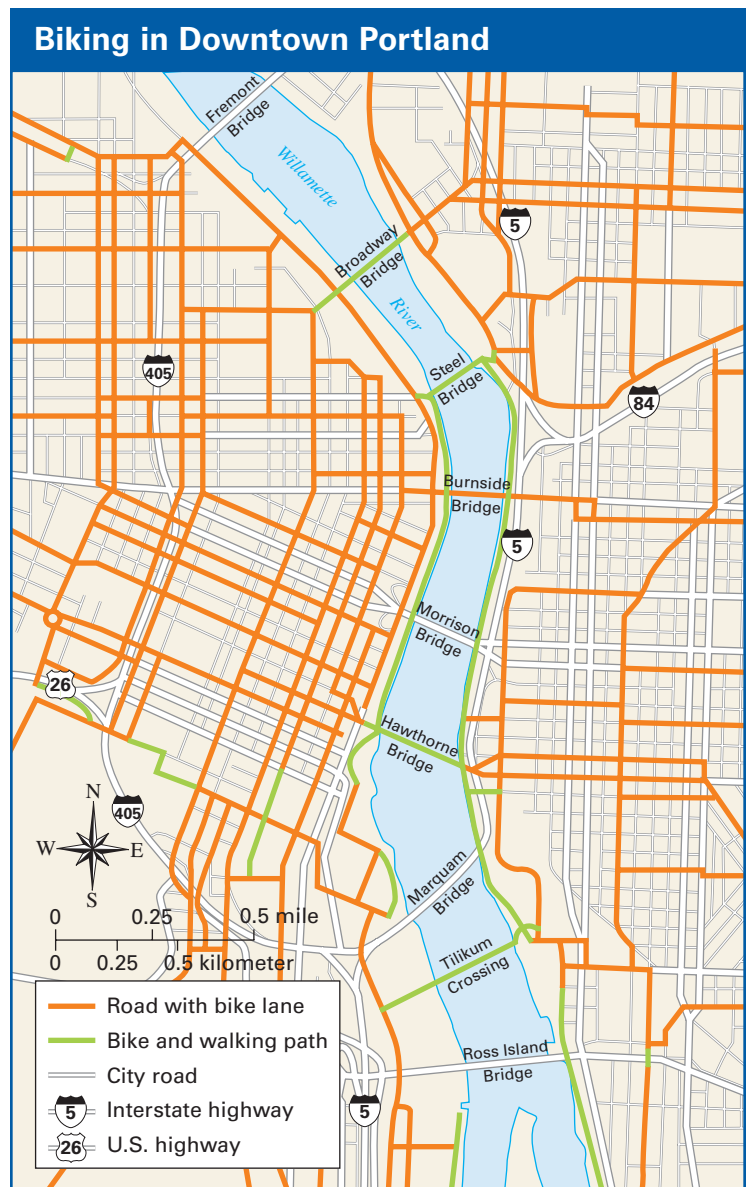 Biking in Downtown Portland
Fremont
Bridge
Willamette
5
Broadway
Bridge
River
405
Steel
Bridge
84
Burnside
Bridge
5
Morrison
Bridge
26
Hawthorne
Bridge
N
405
W E
S
Marquam
Bridge
0 0.25 0.5 mile
0 0.25 0.5 kilometer
Tilikum
Crossing
Ross Island
Bridge
5
Road with bike lane
Bike and walking path
City road
5 Interstate highway
26 U.S. highway